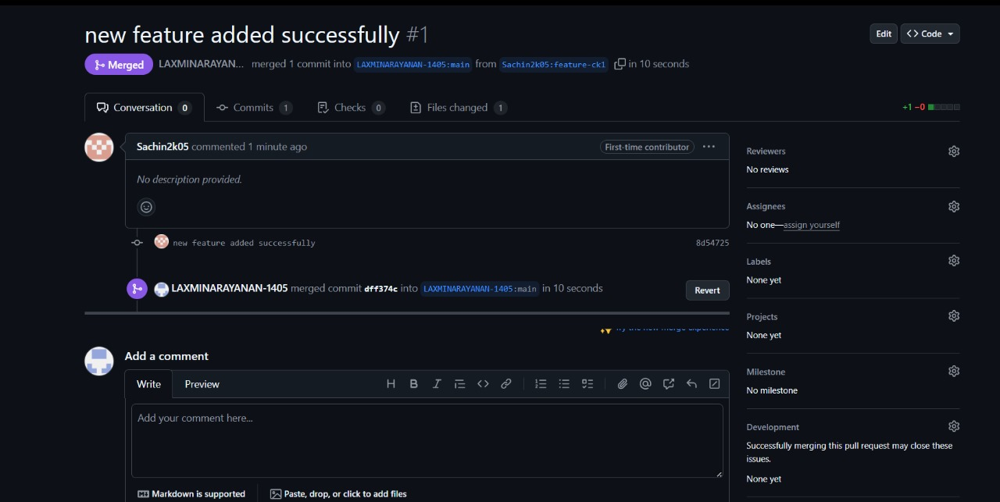 new feature added successfully #1
Edit
Code
Merged
LAXMINARAYAN... merged 1 commit into LAXMINARAYANAN-1405:main from Sachin2k05:feature-ck1 in 10 seconds
Conversation 0
Commits 1
Checks 0
Files changed 1
+1 −0
Sachin2k05 commented 1 minute ago
First-time contributor
No description provided.
new feature added successfully
8d54725
LAXMINARAYANAN-1405 merged commit dff374c into LAXMINARAYANAN-1405:main in 10 seconds
Revert
Try the new merge experience
Add a comment
Write
Preview
Add your comment here...
Markdown is supported
Paste, drop, or click to add files
Reviewers
No reviews
Assignees
No one—assign yourself
Labels
None yet
Projects
None yet
Milestone
No milestone
Development
Successfully merging this pull request may close these
issues.
None yet